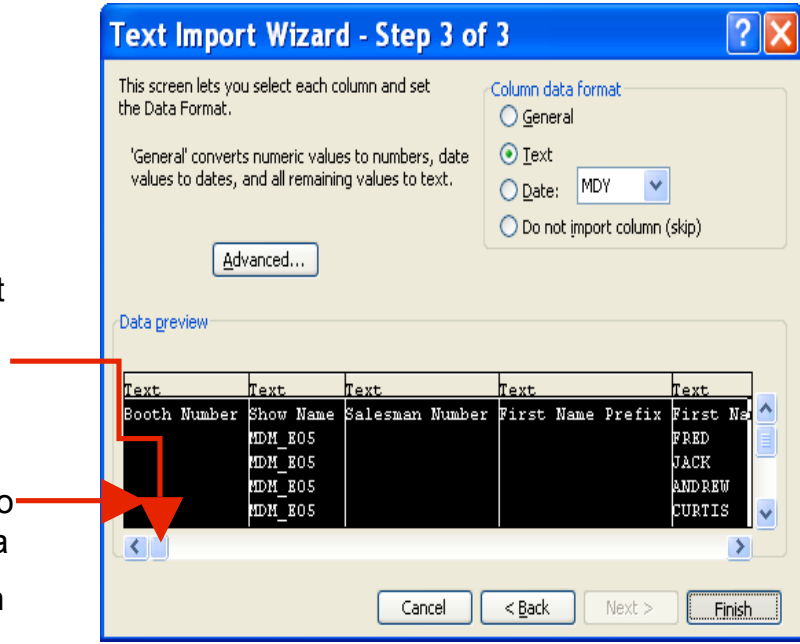 Text Import Wizard - Step 3 of 3
This screen lets you select each column and set
the Data Format.
'General' converts numeric values to numbers, date
values to dates, and all remaining values to text.
Advanced...
Column data format
General
Text
Date: MDY
Do not import column (skip)
t
o
a
Data preview
Text Text Text Text Text
Booth Number Show Name Salesman Number First Name Prefix First Na
MDM_E05 FRED
MDM_E05 JACK
MDM_E05 ANDREW
MDM_E05 CURTIS
Cancel < Back Next > Finish